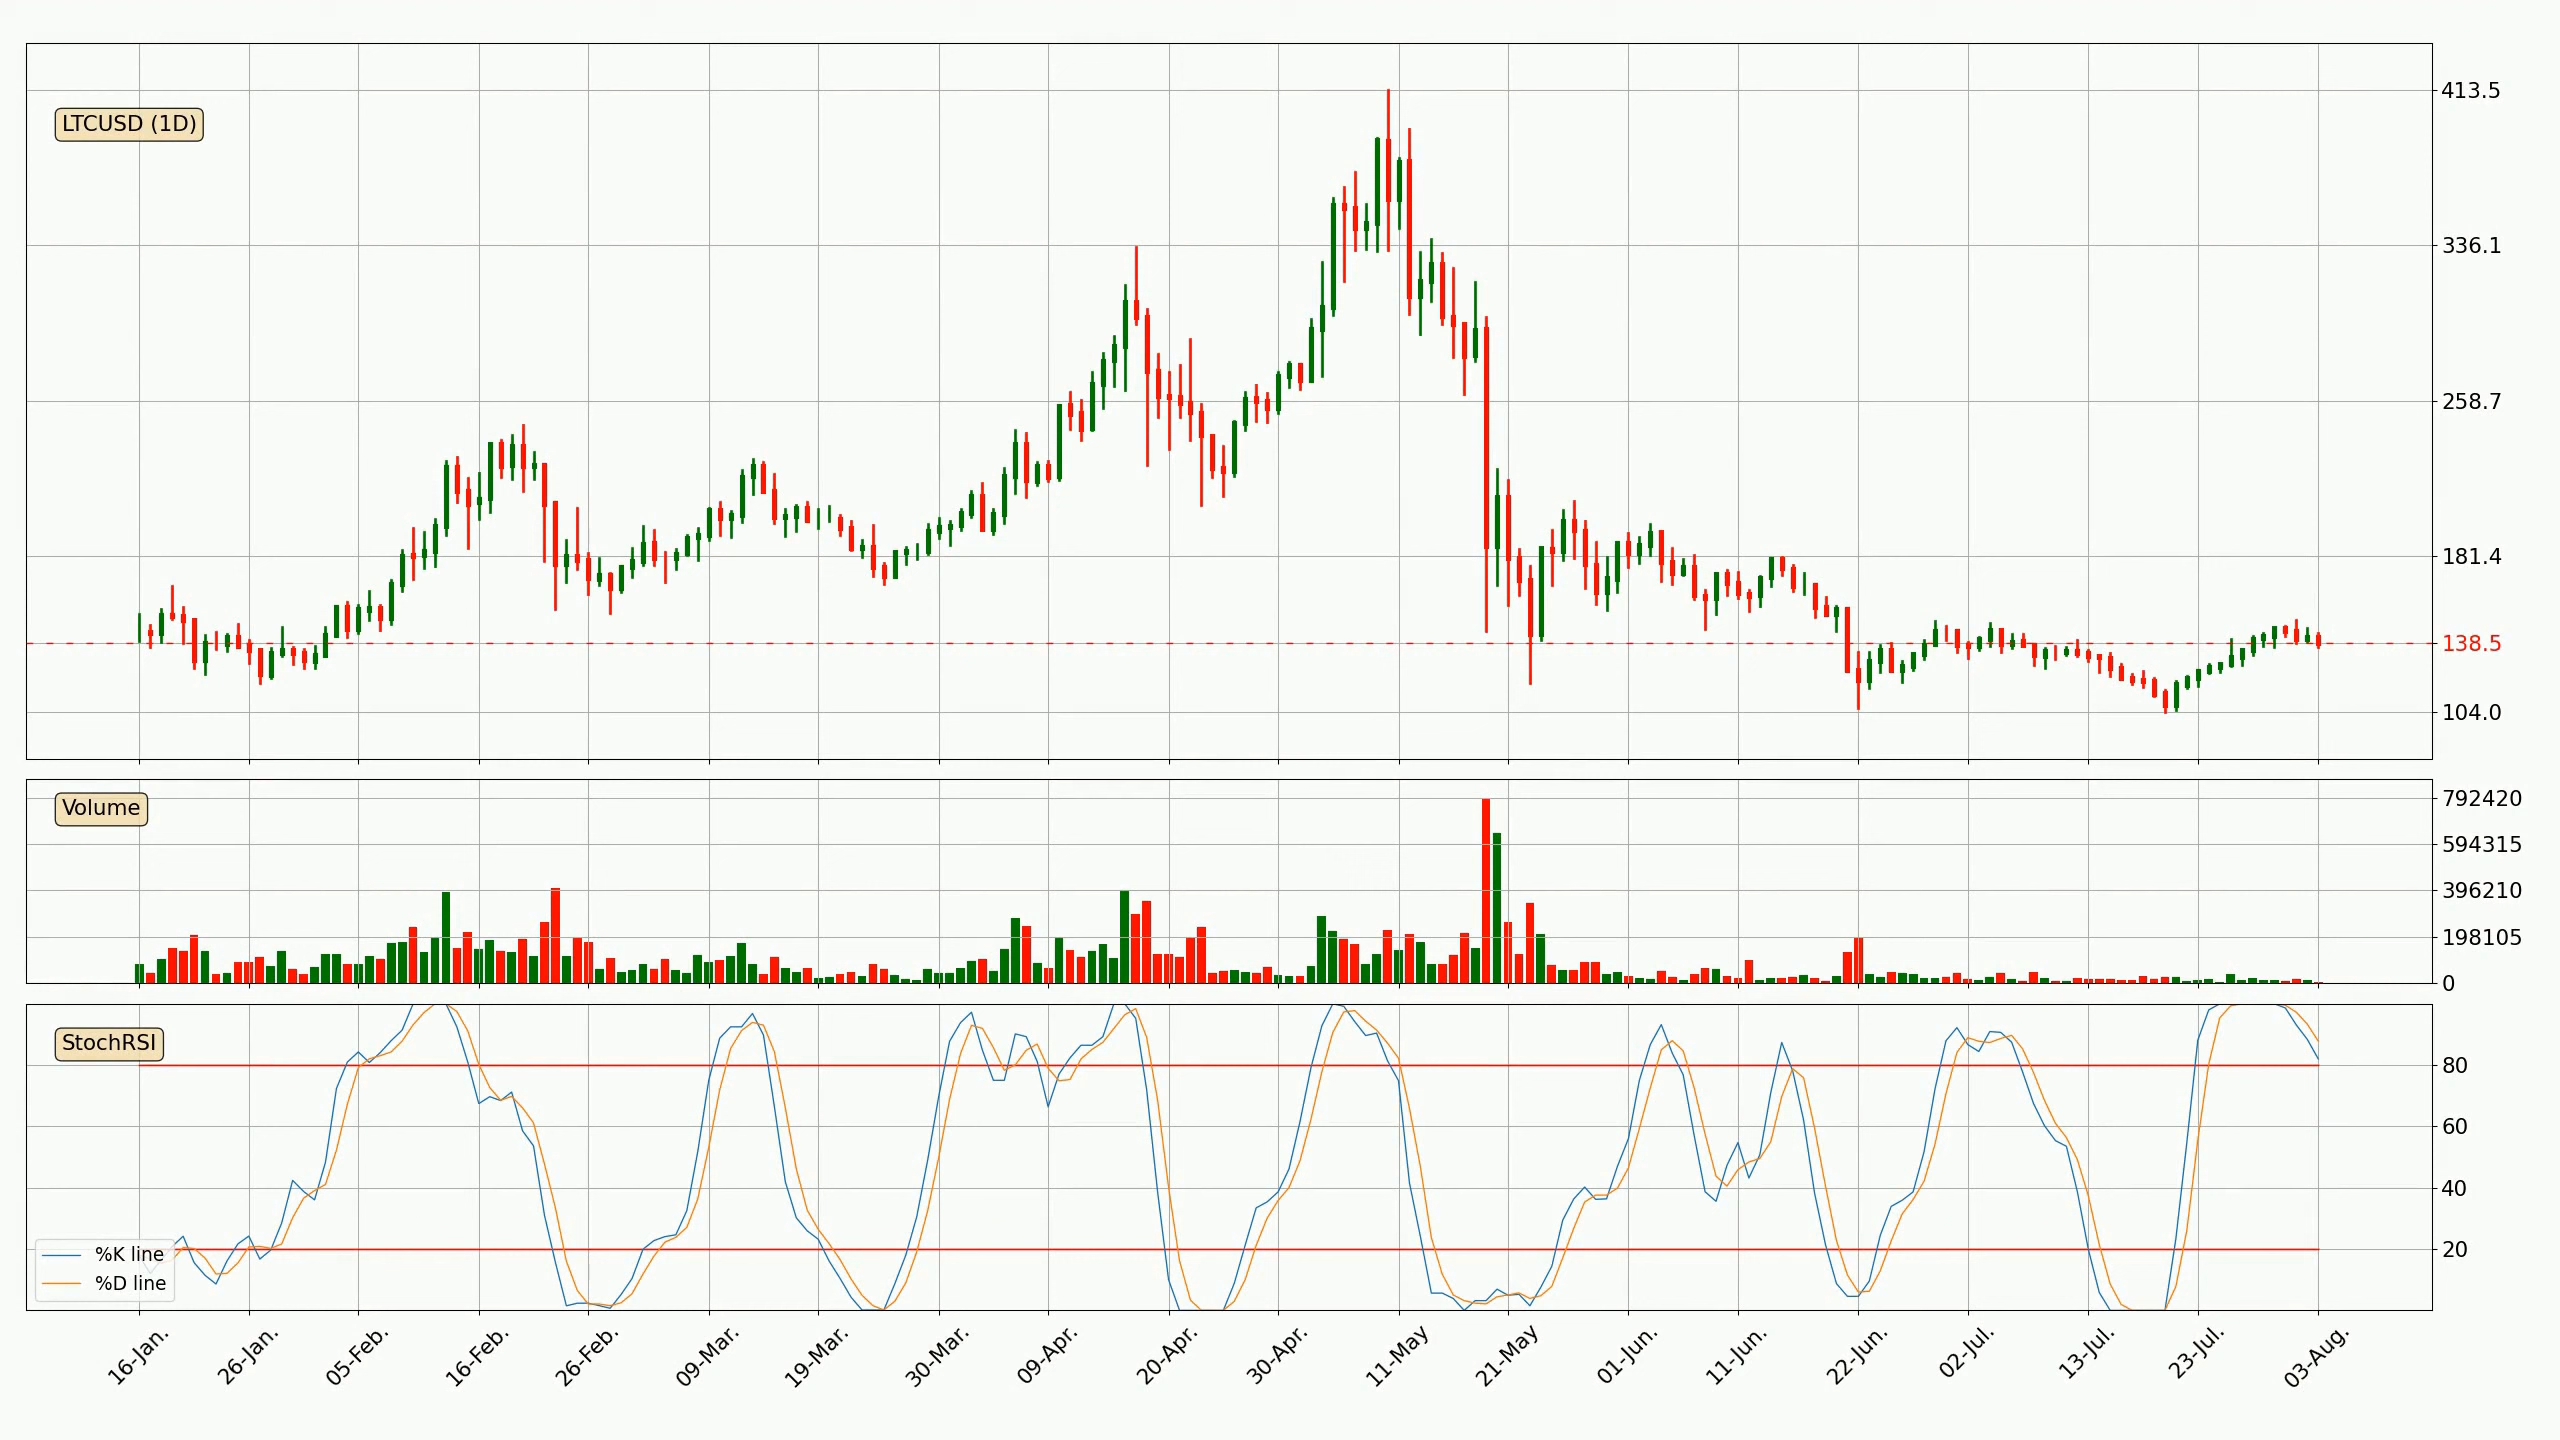 LTCUSD (1D)
413.5
336.1
258.7
181.4
138.5
104.0
Volume
792420
594315
396210
198105
0
StochRSI
80
60
40
20
%K line
%D line
16-Jan.
26-Jan.
05-Feb.
16-Feb.
26-Feb.
09-Mar.
19-Mar.
30-Mar.
09-Apr.
20-Apr.
30-Apr.
11-May
21-May
01-Jun.
11-Jun.
22-Jun.
02-Jul.
13-Jul.
23-Jul.
03-Aug.